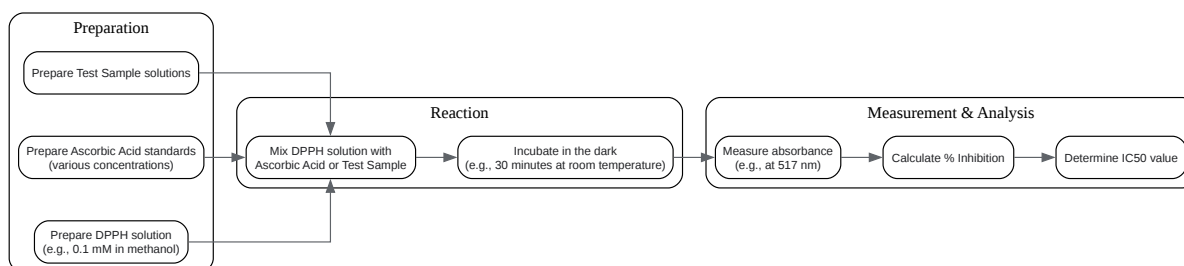 Preparation
Prepare Test Sample solutions
Prepare Ascorbic Acid standards
(various concentrations)
Prepare DPPH solution
(e.g., 0.1 mM in methanol)
Reaction
Mix DPPH solution with
Ascorbic Acid or Test Sample
Incubate in the dark
(e.g., 30 minutes at room temperature)
Measurement & Analysis
Measure absorbance
(e.g., at 517 nm)
Calculate % Inhibition
Determine IC50 value